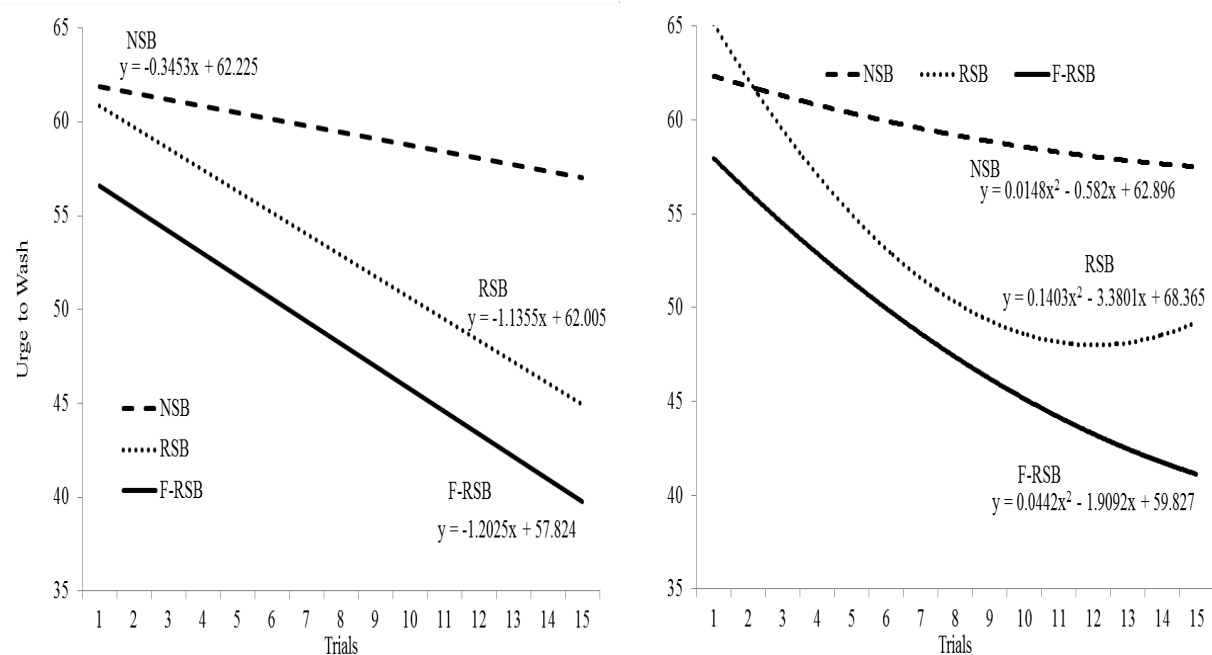 65
60
55
50
45
40
35
Urge to Wash
NSB
y = -0.3453x + 62.225
RSB
y = -1.1355x + 62.005
NSB
RSB
F-RSB
F-RSB
y = -1.2025x + 57.824
1 2 3 4 5 6 7 8 9 10 11 12 13 14 15
Trials
65
60
55
50
45
40
35
NSB RSB F-RSB
NSB
y = 0.0148x² - 0.582x + 62.896
RSB
y = 0.1403x² - 3.3801x + 68.365
F-RSB
y = 0.0442x² - 1.9092x + 59.827
1 2 3 4 5 6 7 8 9 10 11 12 13 14 15
Trials